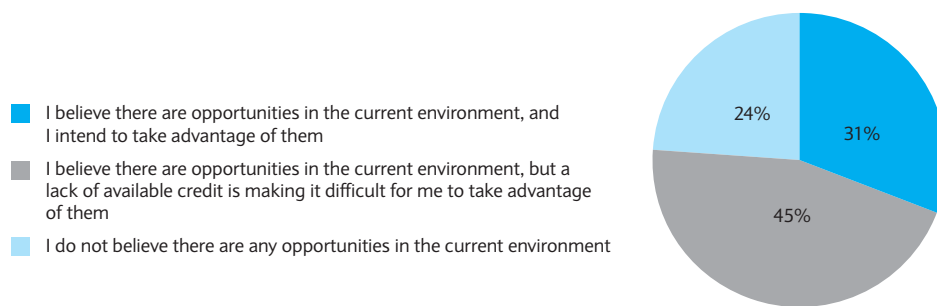 I believe there are opportunities in the current environment, and
I intend to take advantage of them
I believe there are opportunities in the current environment, but a
lack of available credit is making it difficult for me to take advantage
of them
I do not believe there are any opportunities in the current environment
24%
31%
45%